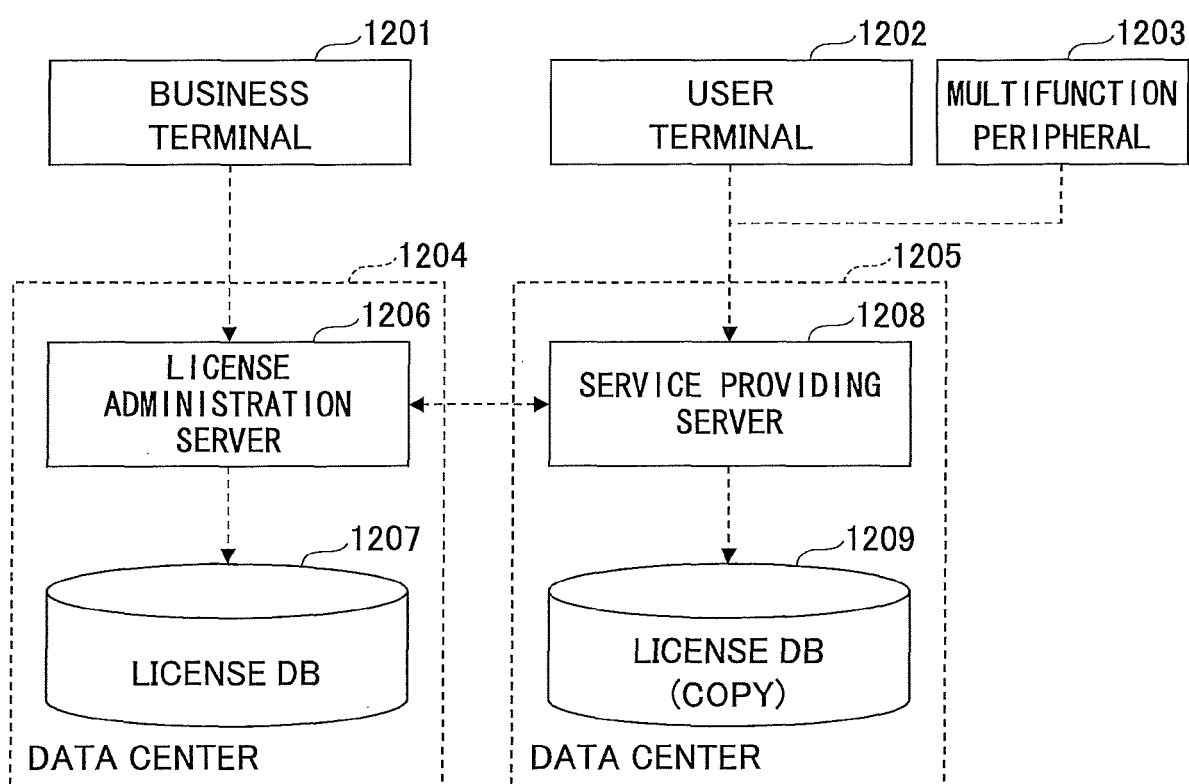 1201
1202
1203
BUSINESS
TERMINAL
USER
TERMINAL
MULTIFUNCTION
PERIPHERAL
1204
1205
1206
1208
LICENSE
ADMINISTRATION
SERVER
SERVICE PROVIDING
SERVER
1207
1209
LICENSE DB
LICENSE DB
(COPY)
DATA CENTER
DATA CENTER